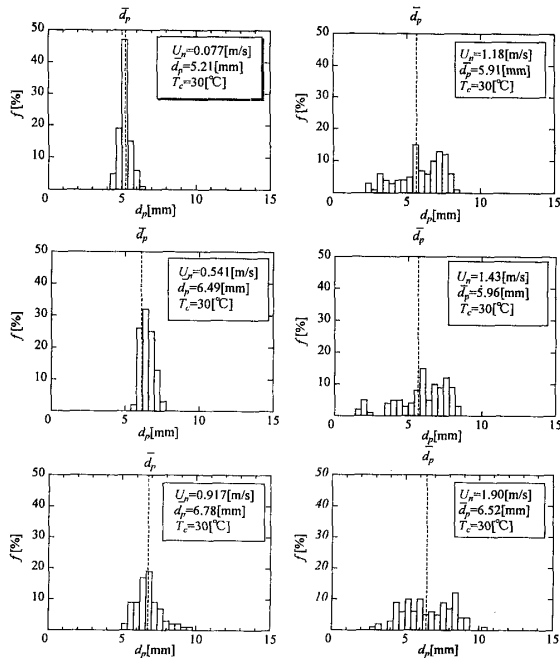 d̄p
f [%]
50
40
30
20
10
Un=0.077[m/s]
d̄p=5.21[mm]
Tc=30[℃]
0
5
10
15
dp[mm]
d̄p
f [%]
50
40
30
20
10
Un=1.18[m/s]
d̄p=5.91[mm]
Tc=30[℃]
0
5
10
15
dp[mm]
d̄p
f [%]
50
40
30
20
10
Un=0.541[m/s]
d̄p=6.49[mm]
Tc=30[℃]
0
5
10
15
dp[mm]
d̄p
f [%]
50
40
30
20
10
Un=1.43[m/s]
d̄p=5.96[mm]
Tc=30[℃]
0
5
10
15
dp[mm]
d̄p
f [%]
50
40
30
20
10
Un=0.917[m/s]
d̄p=6.78[mm]
Tc=30[℃]
0
5
10
15
dp[mm]
d̄p
f [%]
50
40
30
20
10
Un=1.90[m/s]
d̄p=6.52[mm]
Tc=30[℃]
0
5
10
15
dp[mm]